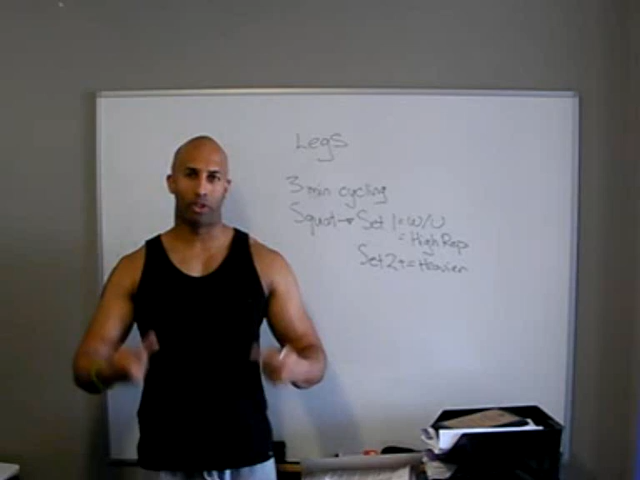 Legs
3 min cycling
Squat → Set 1 = W/U
= High Rep
Set 2+ = Heavier